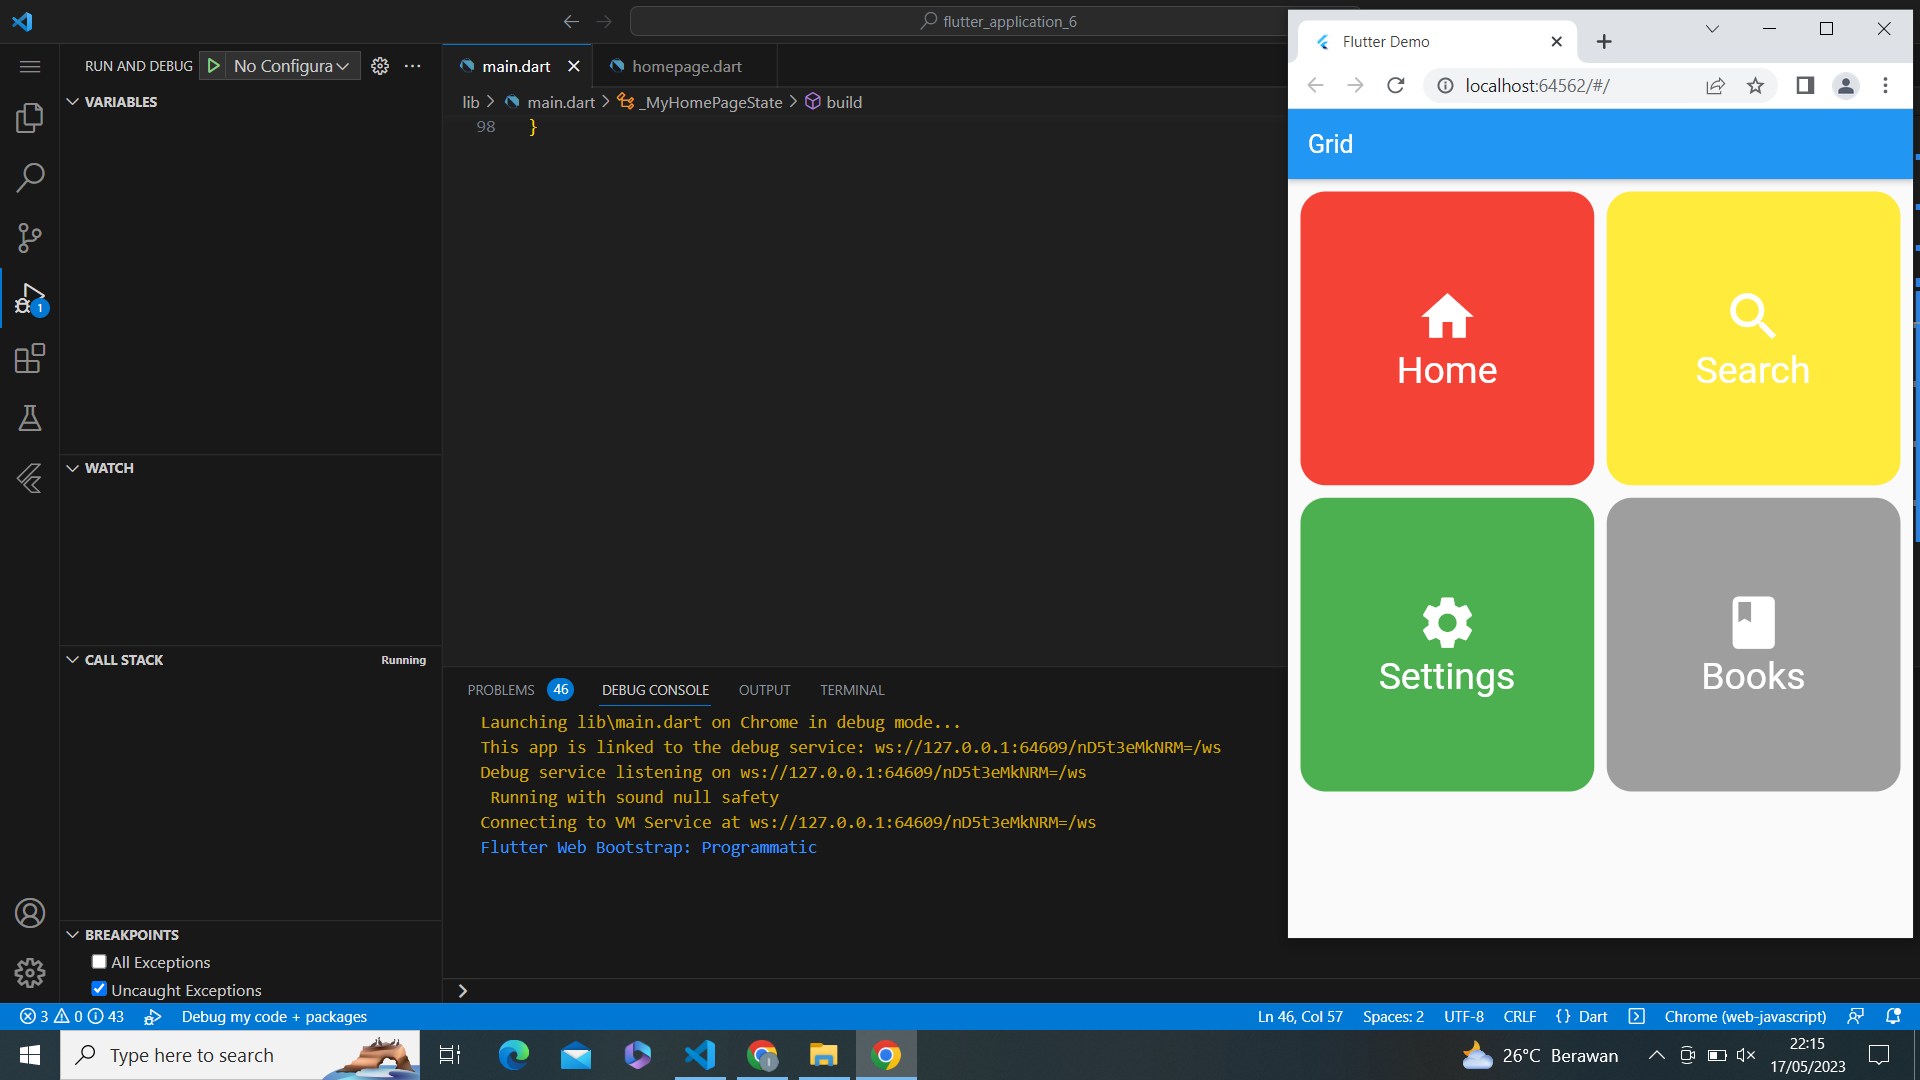 flutter_application_6
RUN AND DEBUG No Configura
VARIABLES
WATCH
CALL STACK Running
BREAKPOINTS
All Exceptions
Uncaught Exceptions
1
main.dart homepage.dart
lib main.dart _MyHomePageState build
98 }
PROBLEMS 46 DEBUG CONSOLE OUTPUT TERMINAL
Launching lib\main.dart on Chrome in debug mode...
This app is linked to the debug service: ws://127.0.0.1:64609/nD5t3eMkNRM=/ws
Debug service listening on ws://127.0.0.1:64609/nD5t3eMkNRM=/ws
Running with sound null safety
Connecting to VM Service at ws://127.0.0.1:64609/nD5t3eMkNRM=/ws
Flutter Web Bootstrap: Programmatic
Flutter Demo
localhost:64562/#/
Grid
Home
Search
Settings
Books
3 0 43 Debug my code + packages Ln 46, Col 57 Spaces: 2 UTF-8 CRLF {} Dart Chrome (web-javascript)
Type here to search
26°C Berawan
22:15
17/05/2023